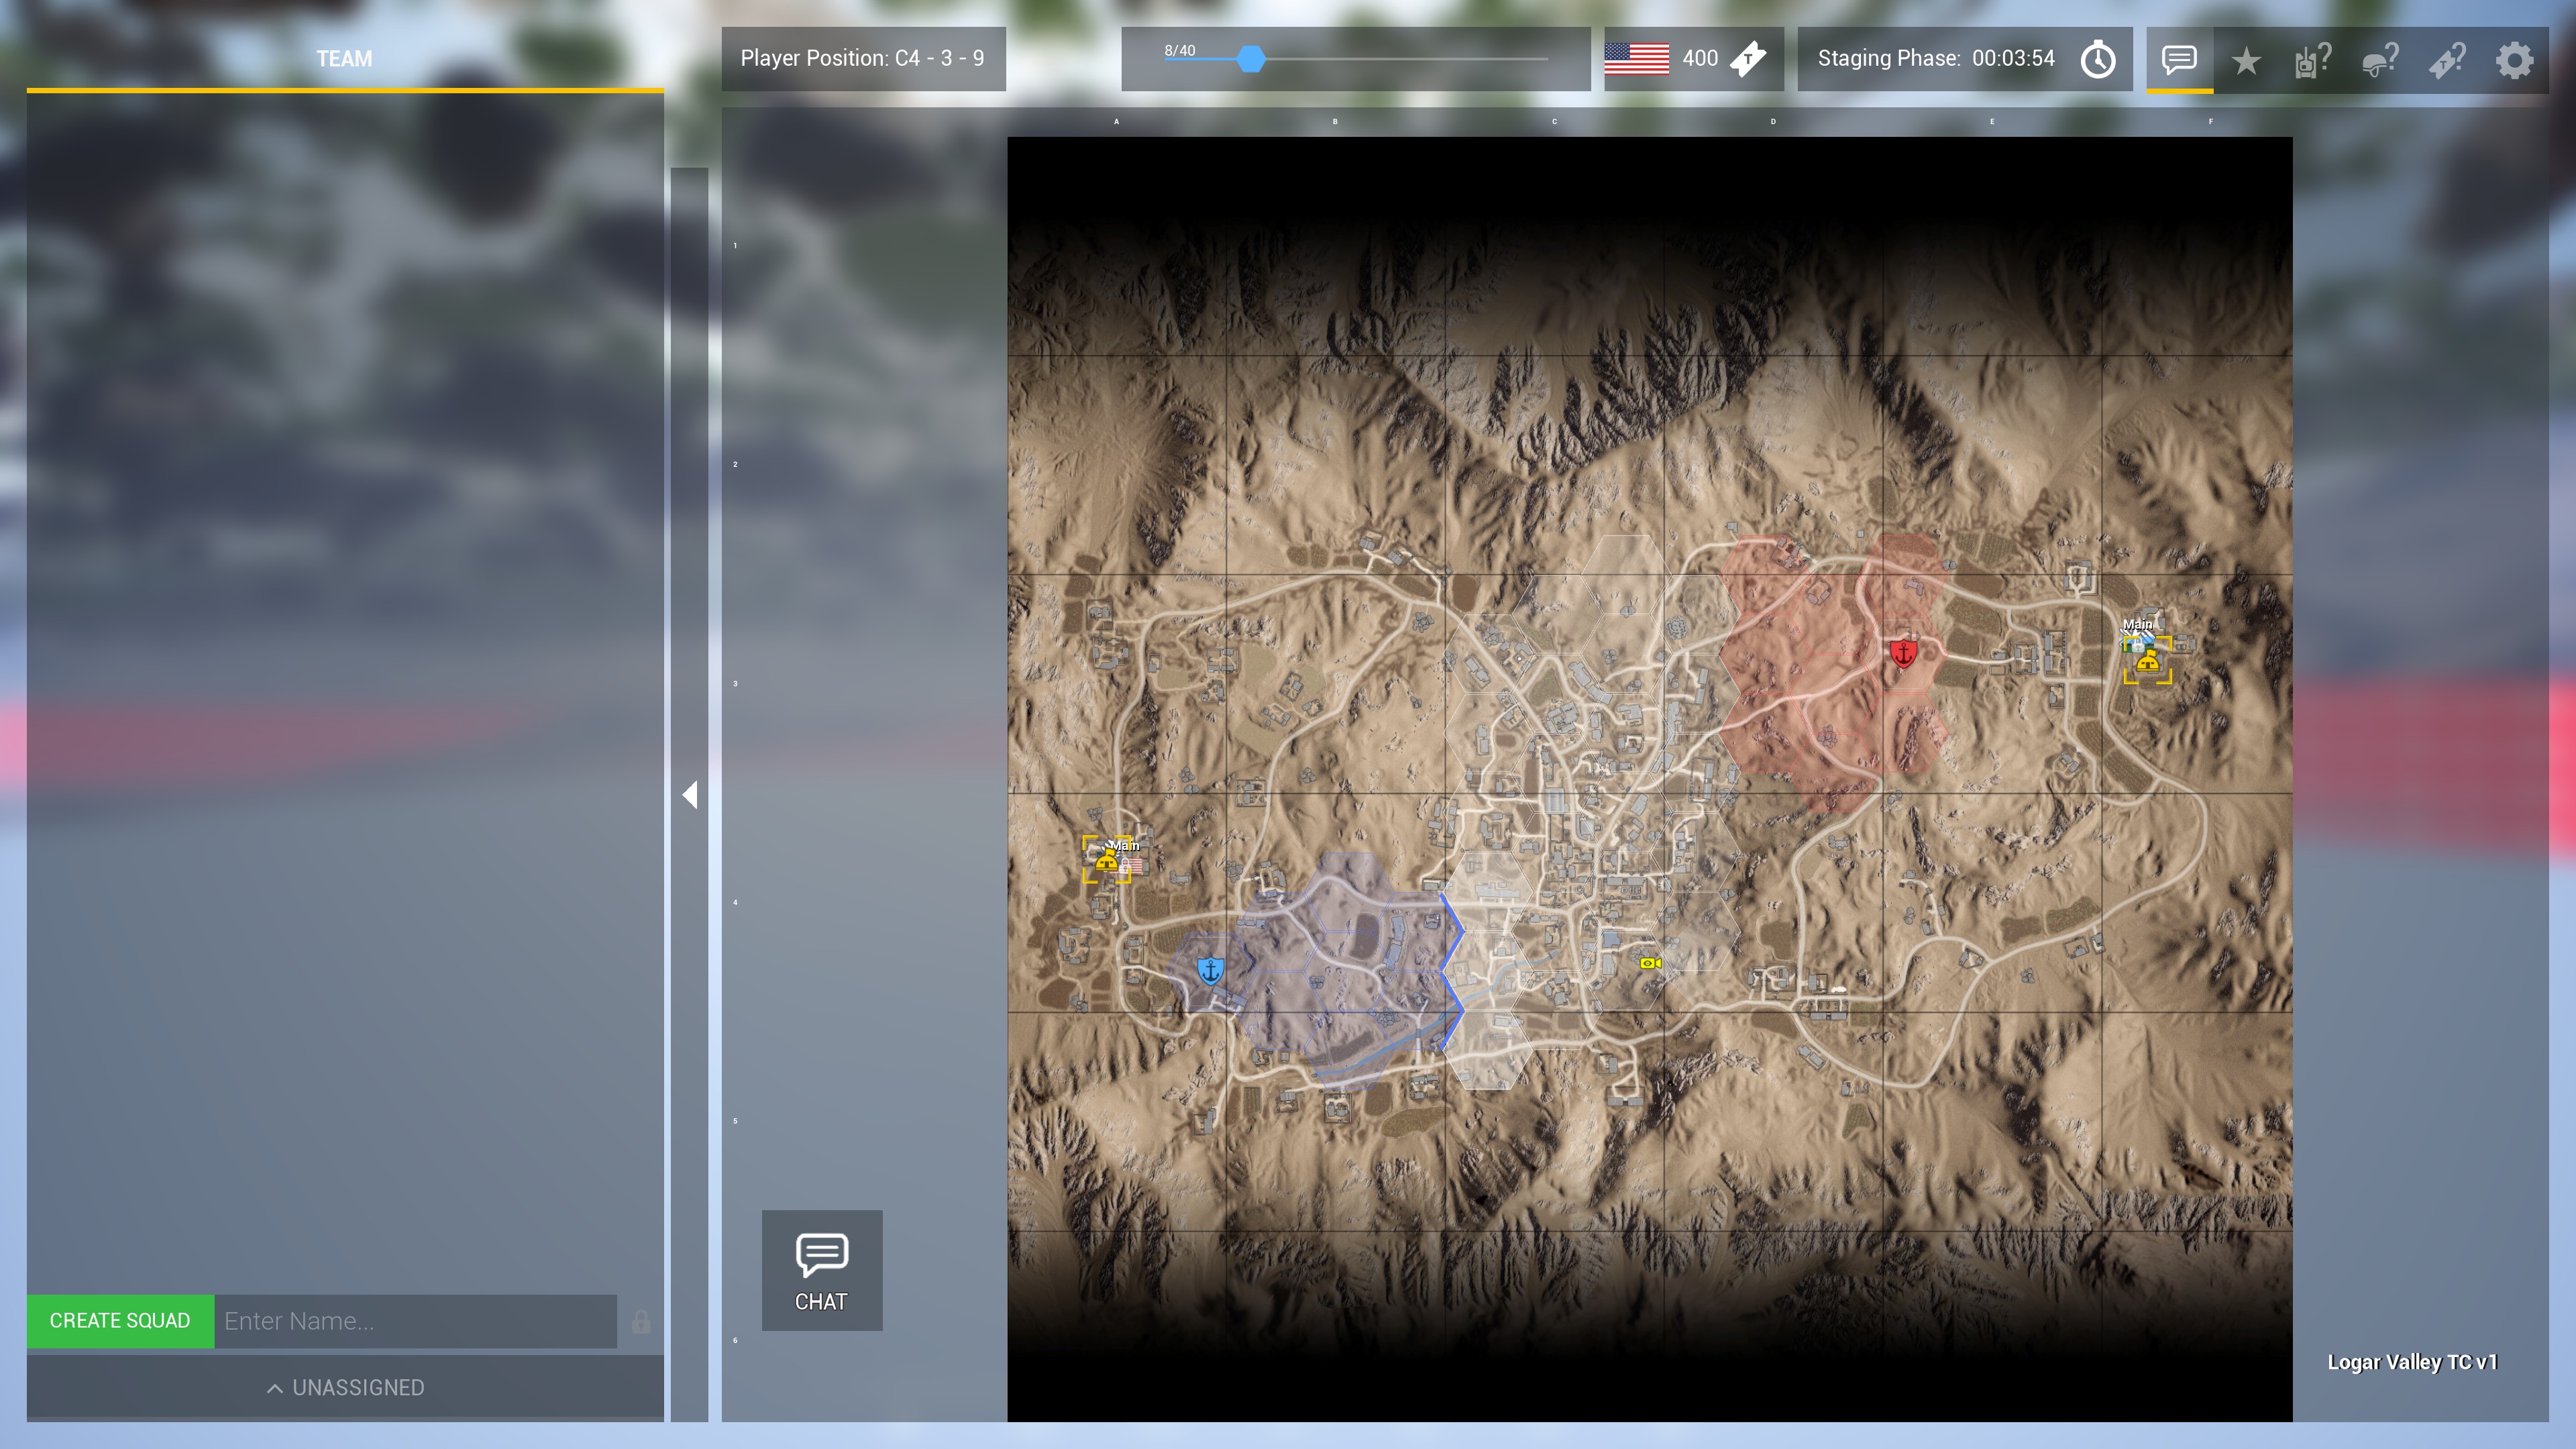 TEAM
Player Position: C4 - 3 - 9
8/40
400
Staging Phase: 00:03:54
A B C D E F
1
2
Main
3
Main
4
5
CHAT
CREATE SQUAD Enter Name...
6
Logar Valley TC v1
UNASSIGNED